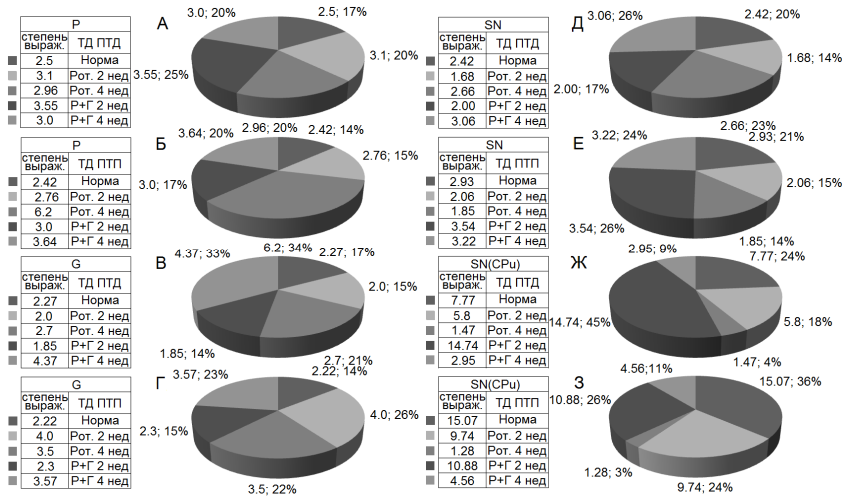 P
степень выраж. ТД ПТД
2.5 Норма
3.1 Рот. 2 нед
2.96 Рот. 4 нед
3.55 Р+Г 2 нед
3.0 Р+Г 4 нед
А
3.0; 20%
2.5; 17%
3.1; 20%
3.55; 25%
2.96; 20%
SN
степень выраж. ТД ПТД
2.42 Норма
1.68 Рот. 2 нед
2.66 Рот. 4 нед
2.00 Р+Г 2 нед
3.06 Р+Г 4 нед
Д
3.06; 26%
2.42; 20%
1.68; 14%
2.00; 17%
2.66; 23%
P
степень выраж. ТД ПТП
2.42 Норма
2.76 Рот. 2 нед
6.2 Рот. 4 нед
3.0 Р+Г 2 нед
3.64 Р+Г 4 нед
Б
3.64; 20%
2.42; 14%
2.76; 15%
3.0; 17%
6.2; 34%
SN
степень выраж. ТД ПТП
2.93 Норма
2.06 Рот. 2 нед
1.85 Рот. 4 нед
3.54 Р+Г 2 нед
3.22 Р+Г 4 нед
Е
3.22; 24%
2.93; 21%
2.06; 15%
3.54; 26%
1.85; 14%
G
степень выраж. ТД ПТД
2.27 Норма
2.0 Рот. 2 нед
2.7 Рот. 4 нед
1.85 Р+Г 2 нед
4.37 Р+Г 4 нед
В
4.37; 33%
2.27; 17%
2.0; 15%
1.85; 14%
2.7; 21%
SN(CPu)
степень выраж. ТД ПТД
7.77 Норма
5.8 Рот. 2 нед
1.47 Рот. 4 нед
14.74 Р+Г 2 нед
2.95 Р+Г 4 нед
Ж
2.95; 9%
7.77; 24%
14.74; 45%
5.8; 18%
1.47; 4%
G
степень выраж. ТД ПТП
2.22 Норма
4.0 Рот. 2 нед
3.5 Рот. 4 нед
2.3 Р+Г 2 нед
3.57 Р+Г 4 нед
Г
3.57; 23%
2.22; 14%
4.0; 26%
2.3; 15%
3.5; 22%
SN(CPu)
степень выраж. ТД ПТП
15.07 Норма
9.74 Рот. 2 нед
1.28 Рот. 4 нед
10.88 Р+Г 2 нед
4.56 Р+Г 4 нед
З
4.56;11%
15.07; 36%
10.88; 26%
1.28; 3%
9.74; 24%